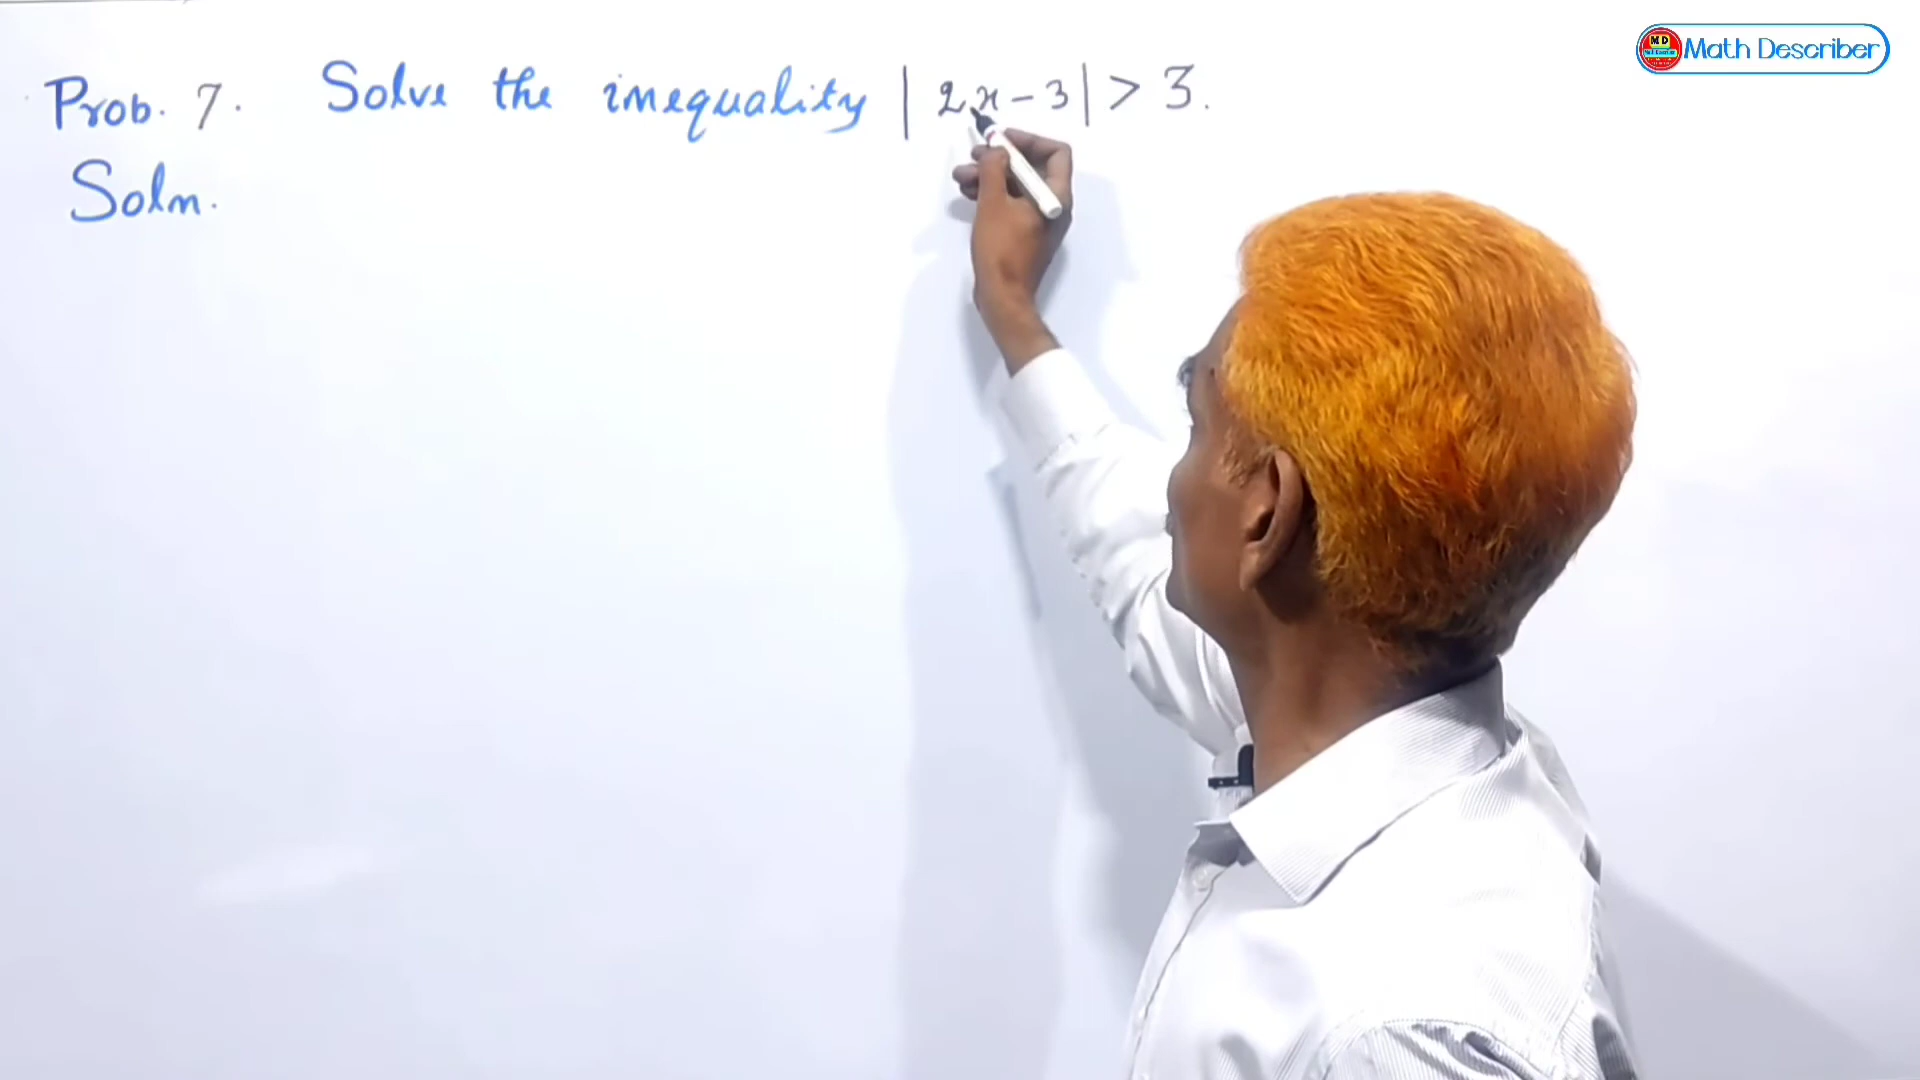 Math Describer
Prob. 7. Solve the inequality |2x-3| > 3.
Soln.